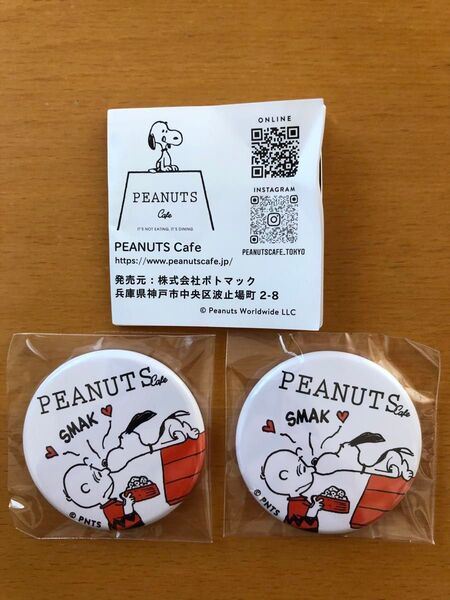 ONLINE
INSTAGRAM
PEANUTSCAFE_TOKYO
PEANUTS
Cafe
IT'S NOT EATING, IT'S DINING.
PEANUTS Cafe
https://www.peanutscafe.jp/
発売元：株式会社ポトマック
兵庫県神戸市中央区波止場町 2-8
© Peanuts Worldwide LLC
PEANUTS
Cafe
SMAK
© PNTS
PEANUTS
Cafe
SMAK
© PNTS